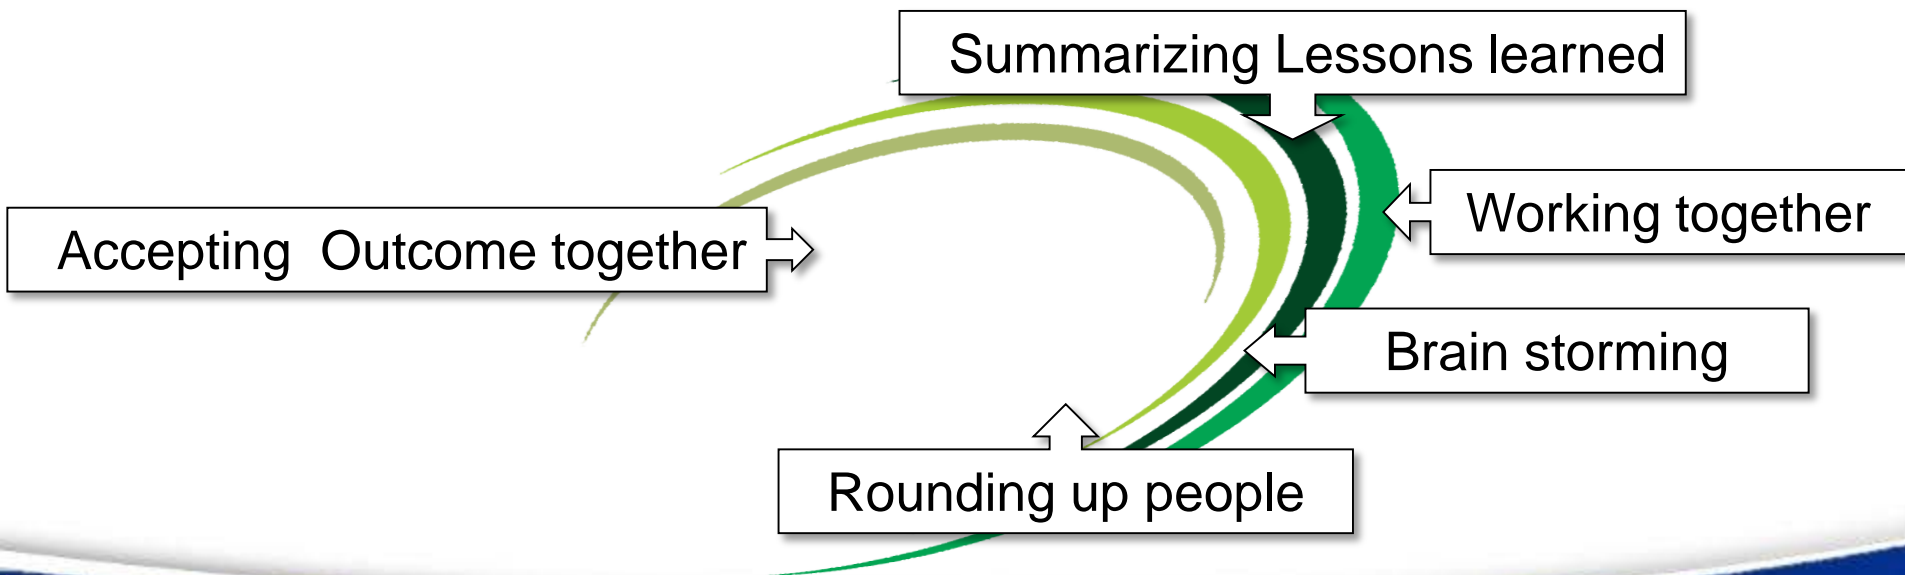 Summarizing Lessons learned
Working together
Accepting  Outcome together
Brain storming
Rounding up people